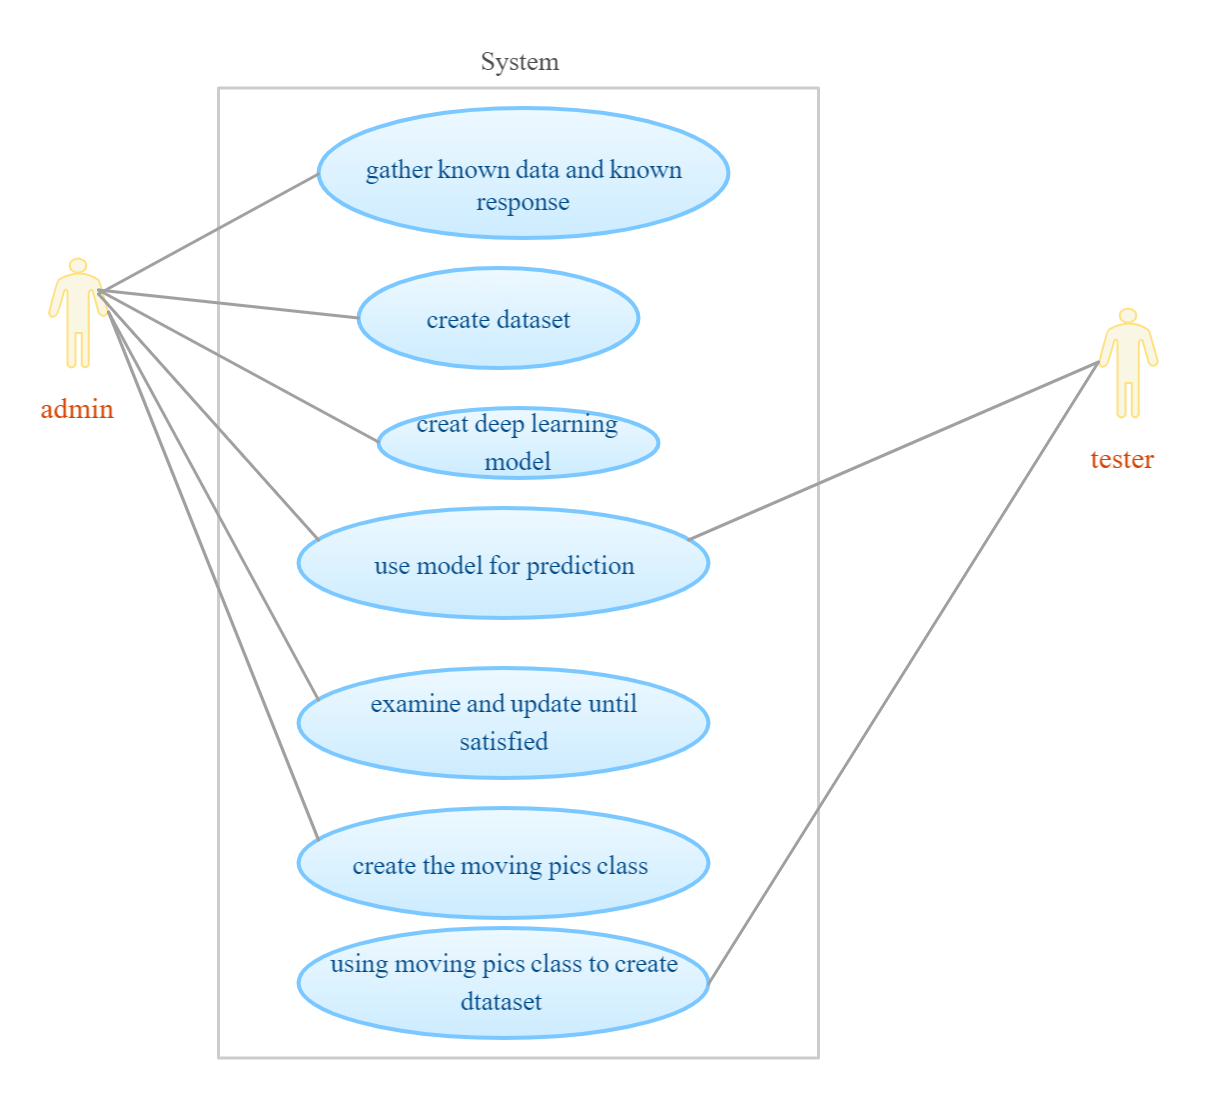 System
gather known data and known
response
create dataset
admin
creat deep learning
model
tester
use model for prediction
examine and update until
satisfied
create the moving pics class
using moving pics class to create
dtataset